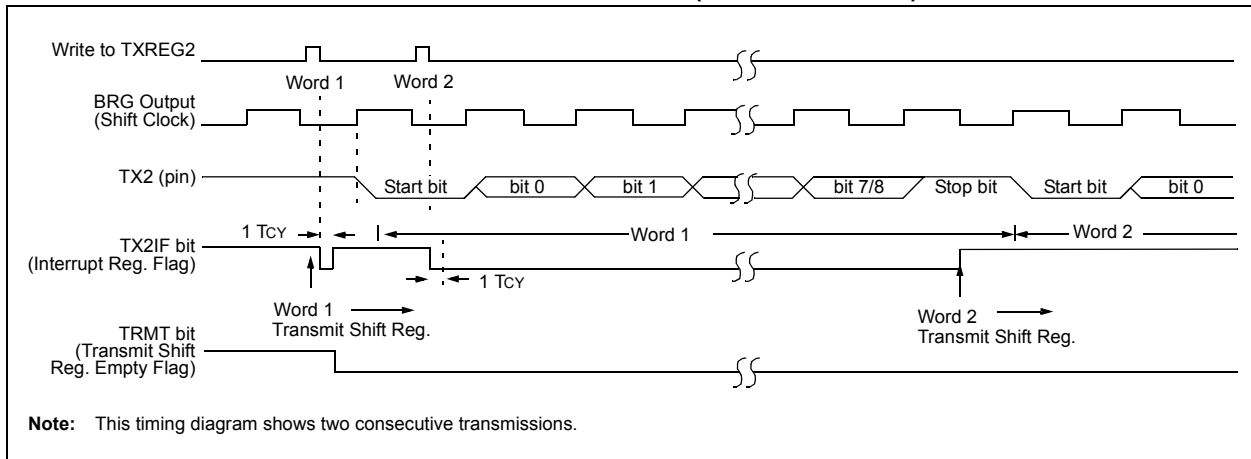 Write to TXREG2
Word 1
Word 2
BRG Output
(Shift Clock)
TX2 (pin)
Start bit
bit 0
bit 1
bit 7/8
Stop bit
Start bit
bit 0
1 TCY
Word 1
Word 2
TX2IF bit
(Interrupt Reg. Flag)
1 TCY
Word 1
Transmit Shift Reg.
Word 2
Transmit Shift Reg.
TRMT bit
(Transmit Shift
Reg. Empty Flag)
Note: This timing diagram shows two consecutive transmissions.